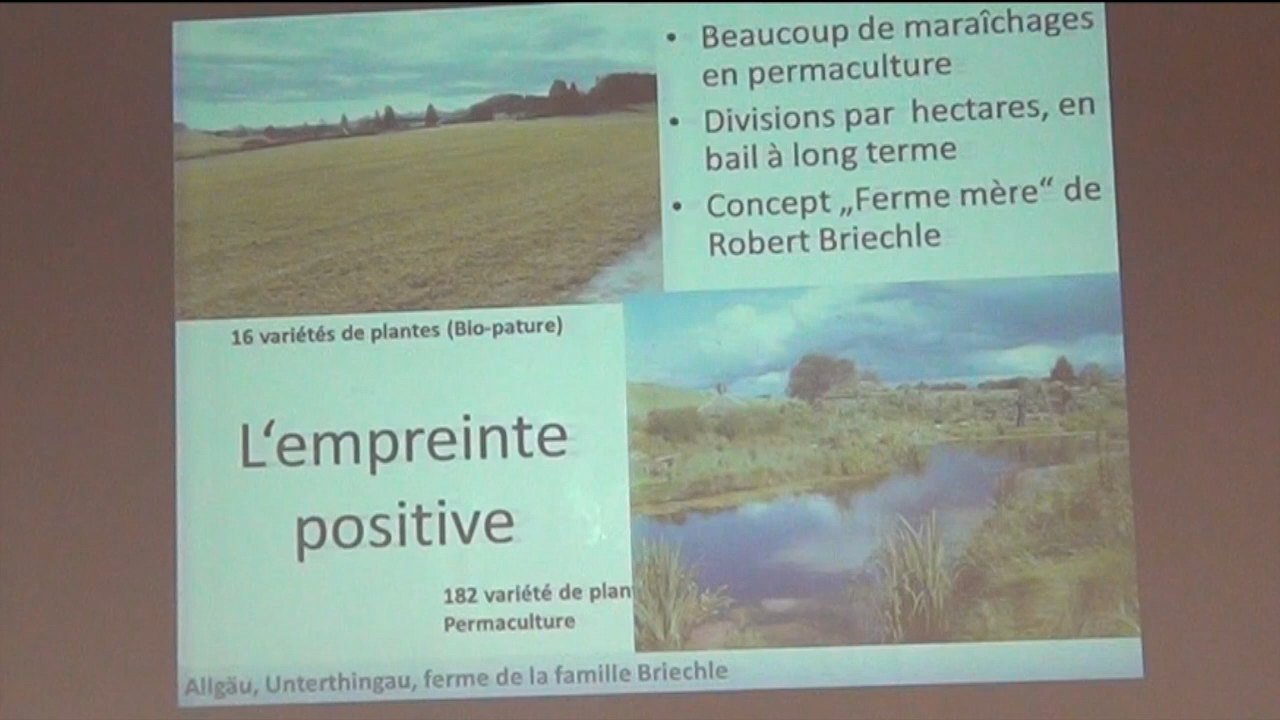 • Beaucoup de maraîchages
en permaculture
• Divisions par hectares, en
bail à long terme
• Concept „Ferme mère“ de
Robert Briechle
16 variétés de plantes (Bio-pature)
L‘empreinte
positive
182 variété de plan
Permaculture
Allgäu, Unterthingau, ferme de la famille Briechle